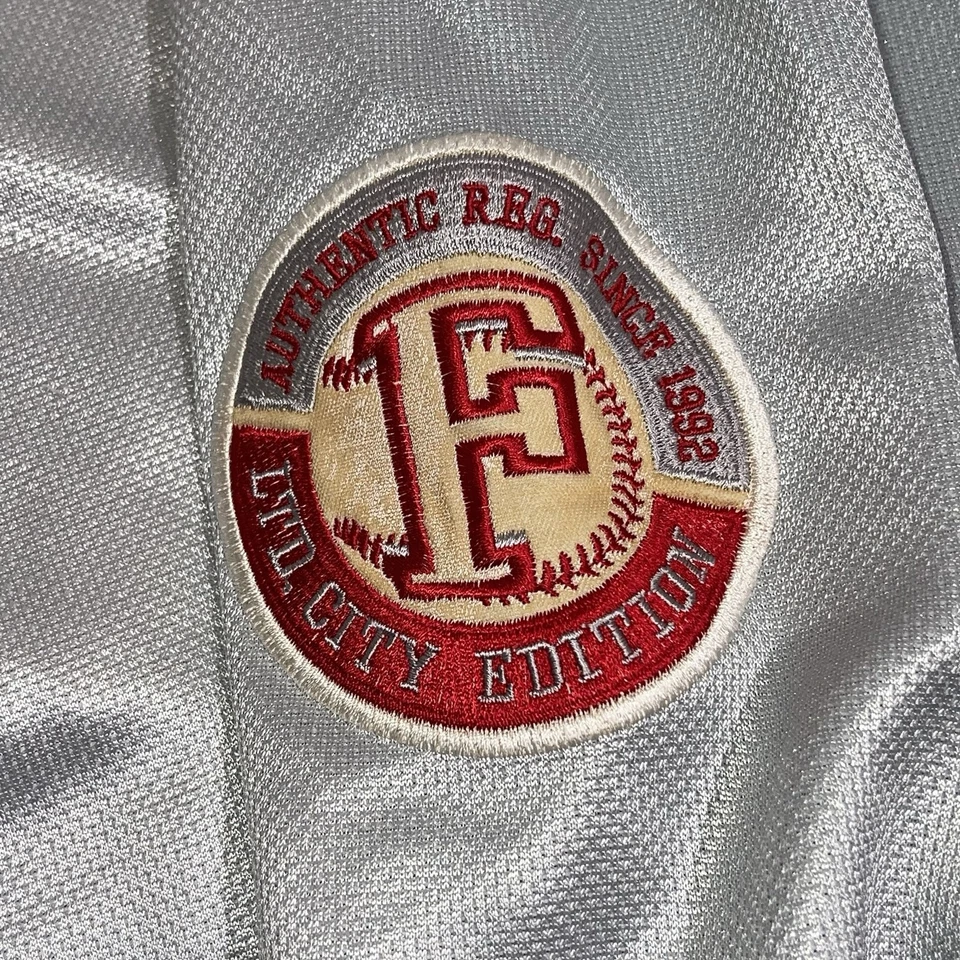 AUTHENTIC REG. SINCE 1992
F
LTD. CITY EDITION